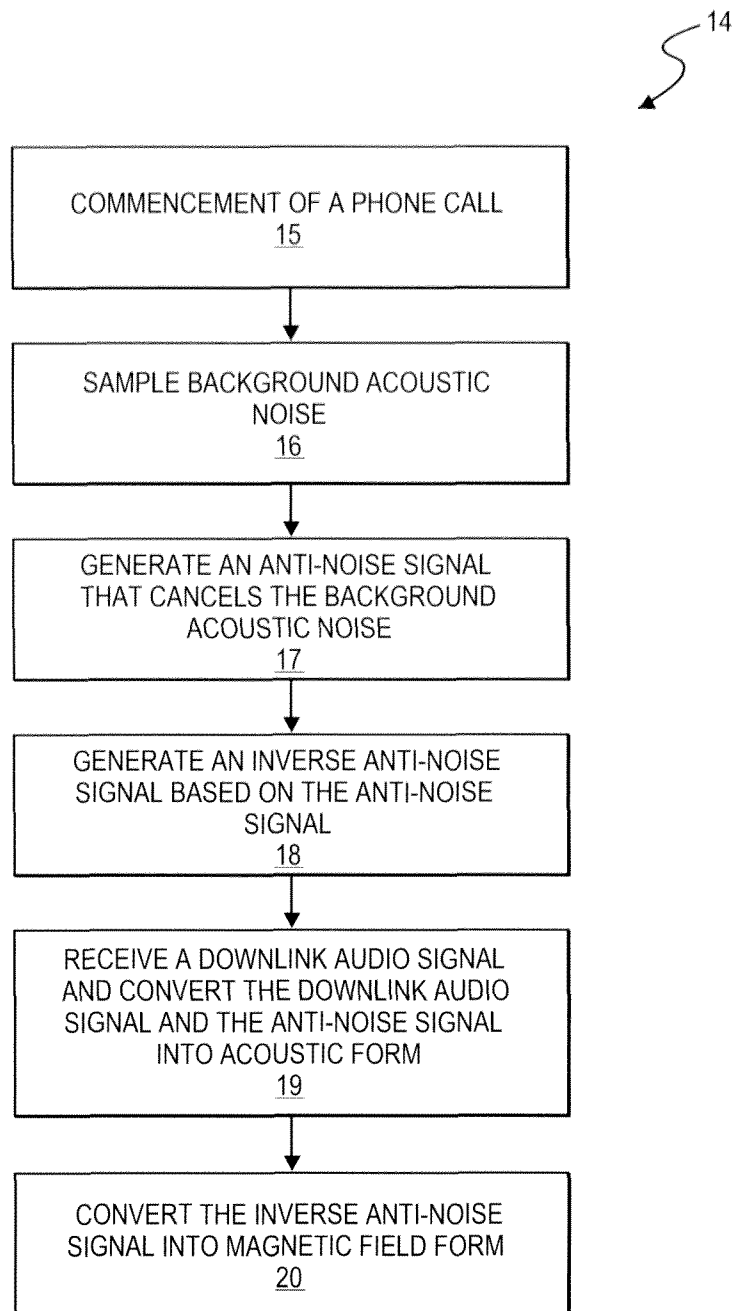 14
COMMENCEMENT OF A PHONE CALL
15
SAMPLE BACKGROUND ACOUSTIC
NOISE
16
GENERATE AN ANTI-NOISE SIGNAL
THAT CANCELS THE BACKGROUND
ACOUSTIC NOISE
17
GENERATE AN INVERSE ANTI-NOISE
SIGNAL BASED ON THE ANTI-NOISE
SIGNAL
18
RECEIVE A DOWNLINK AUDIO SIGNAL
AND CONVERT THE DOWNLINK AUDIO
SIGNAL AND THE ANTI-NOISE SIGNAL
INTO ACOUSTIC FORM
19
CONVERT THE INVERSE ANTI-NOISE
SIGNAL INTO MAGNETIC FIELD FORM
20